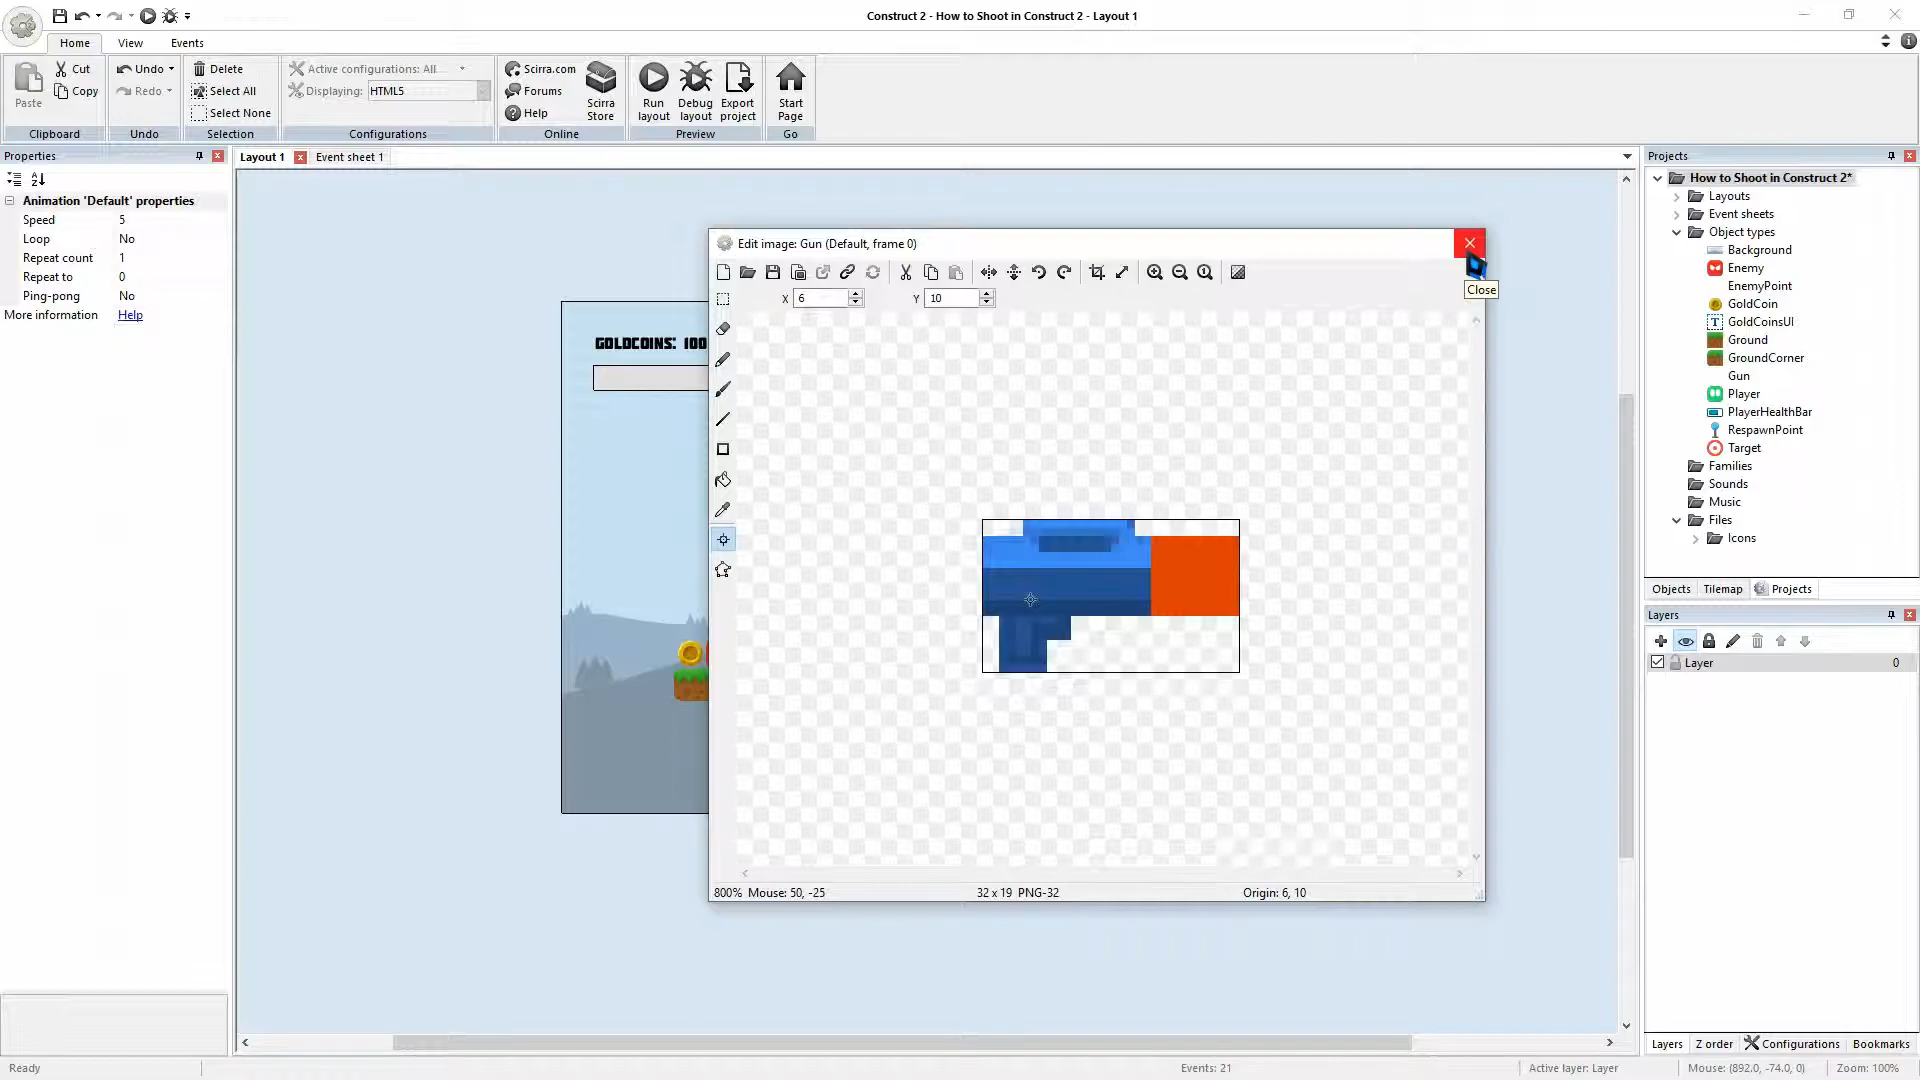 Construct 2 - How to Shoot in Construct 2 - Layout 1
Home
View
Events
Paste
Cut
Copy
Clipboard
Undo
Redo
Undo
Delete
Select All
Select None
Selection
Active configurations: All
Displaying:
HTML5
Configurations
Scirra.com
Forums
Help
Scirra
Store
Online
Run
layout
Debug
layout
Export
project
Preview
Start
Page
Go
Properties
Animation 'Default' properties
Speed 5
Loop No
Repeat count 1
Repeat to 0
Ping-pong No
More information Help
Layout 1
Event sheet 1
GOLDCOINS: 100
Edit image: Gun (Default, frame 0)
Close
X 6
Y 10
800% Mouse: 50, -25
32 x 19 PNG-32
Origin: 6, 10
Projects
How to Shoot in Construct 2*
Layouts
Event sheets
Object types
Background
Enemy
EnemyPoint
GoldCoin
T GoldCoinsUI
Ground
GroundCorner
Gun
Player
PlayerHealthBar
RespawnPoint
Target
Families
Sounds
Music
Files
Icons
Objects
Tilemap
Projects
Layers
Layer 0
Layers
Z order
Configurations
Bookmarks
Ready
Events: 21
Active layer: Layer
Mouse: (892.0, -74.0, 0)
Zoom: 100%